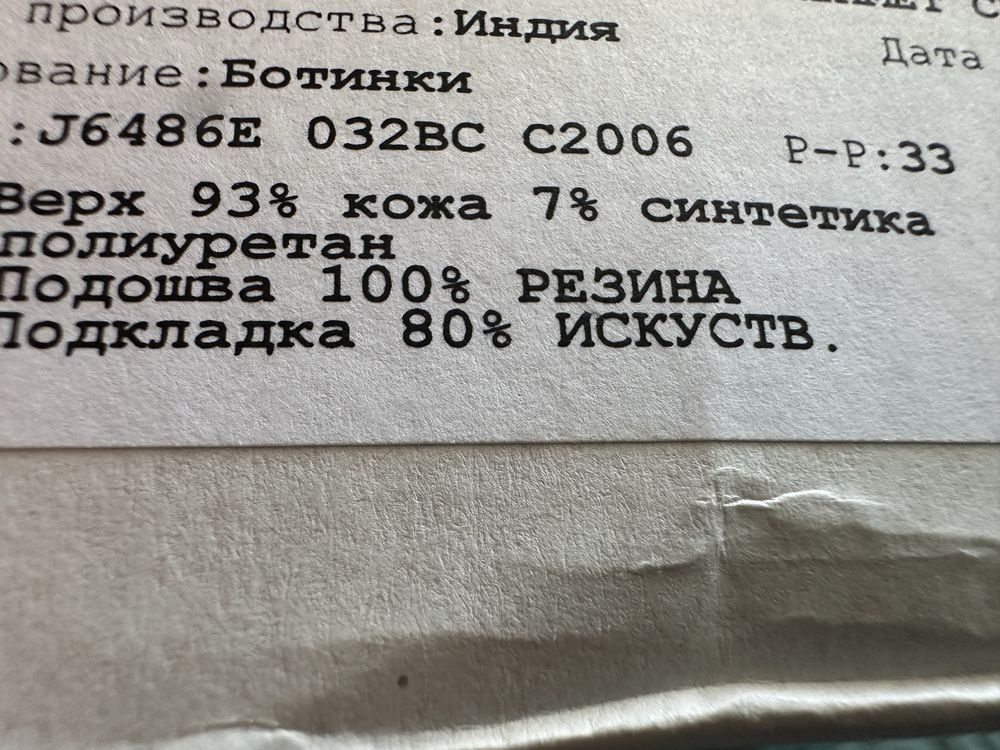 производства:Индия
Дата
ование:Ботинки
:J6486E 032BC C2006 Р-Р:33
Верх 93% кожа 7% синтетика
полиуретан
Подошва 100% РЕЗИНА
Подкладка 80% ИСКУСТВ.